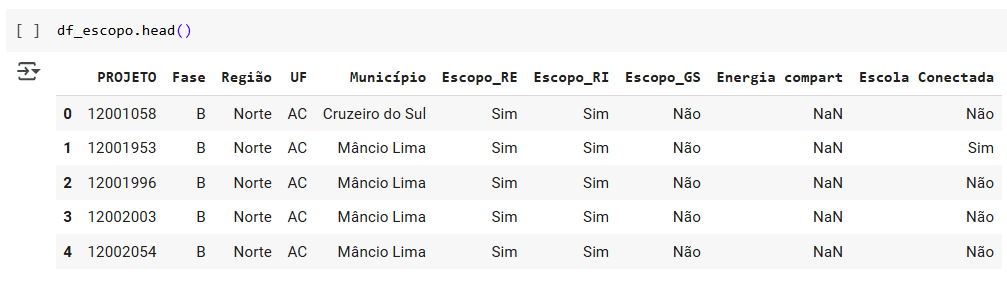 [ ] df_escopo.head()
PROJETO Fase Região UF Município Escopo_RE Escopo_RI Escopo_GS Energia compart Escola Conectada
0 12001058 B Norte AC Cruzeiro do Sul Sim Sim Não NaN Não
1 12001953 B Norte AC Mâncio Lima Sim Sim Não NaN Sim
2 12001996 B Norte AC Mâncio Lima Sim Sim Não NaN Não
3 12002003 B Norte AC Mâncio Lima Sim Sim Não NaN Não
4 12002054 B Norte AC Mâncio Lima Sim Sim Não NaN Não